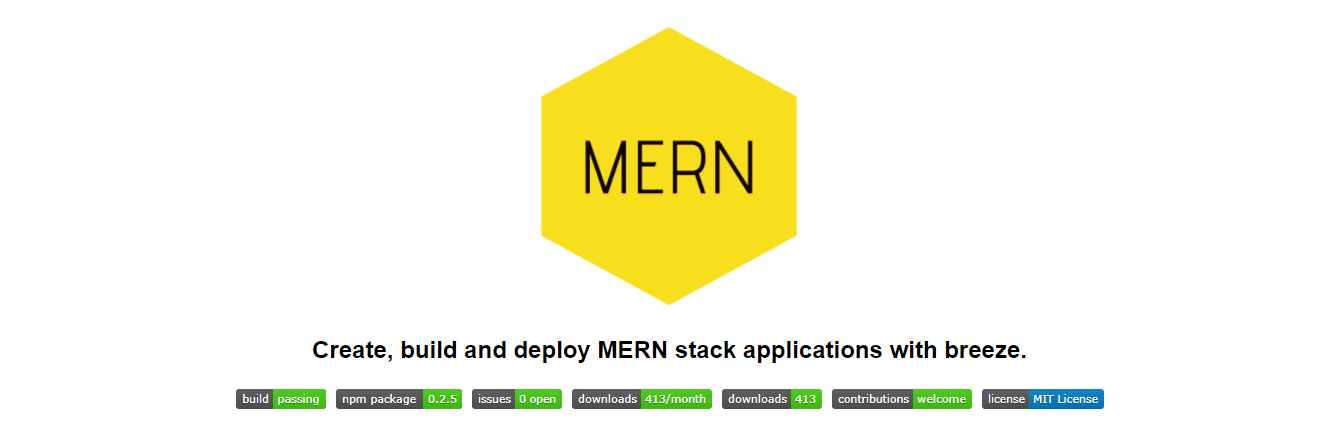 MERN
Create, build and deploy MERN stack applications with breeze.
build passing npm package 0.2.5 issues 0 open downloads 413/month downloads 413 contributions welcome license MIT License